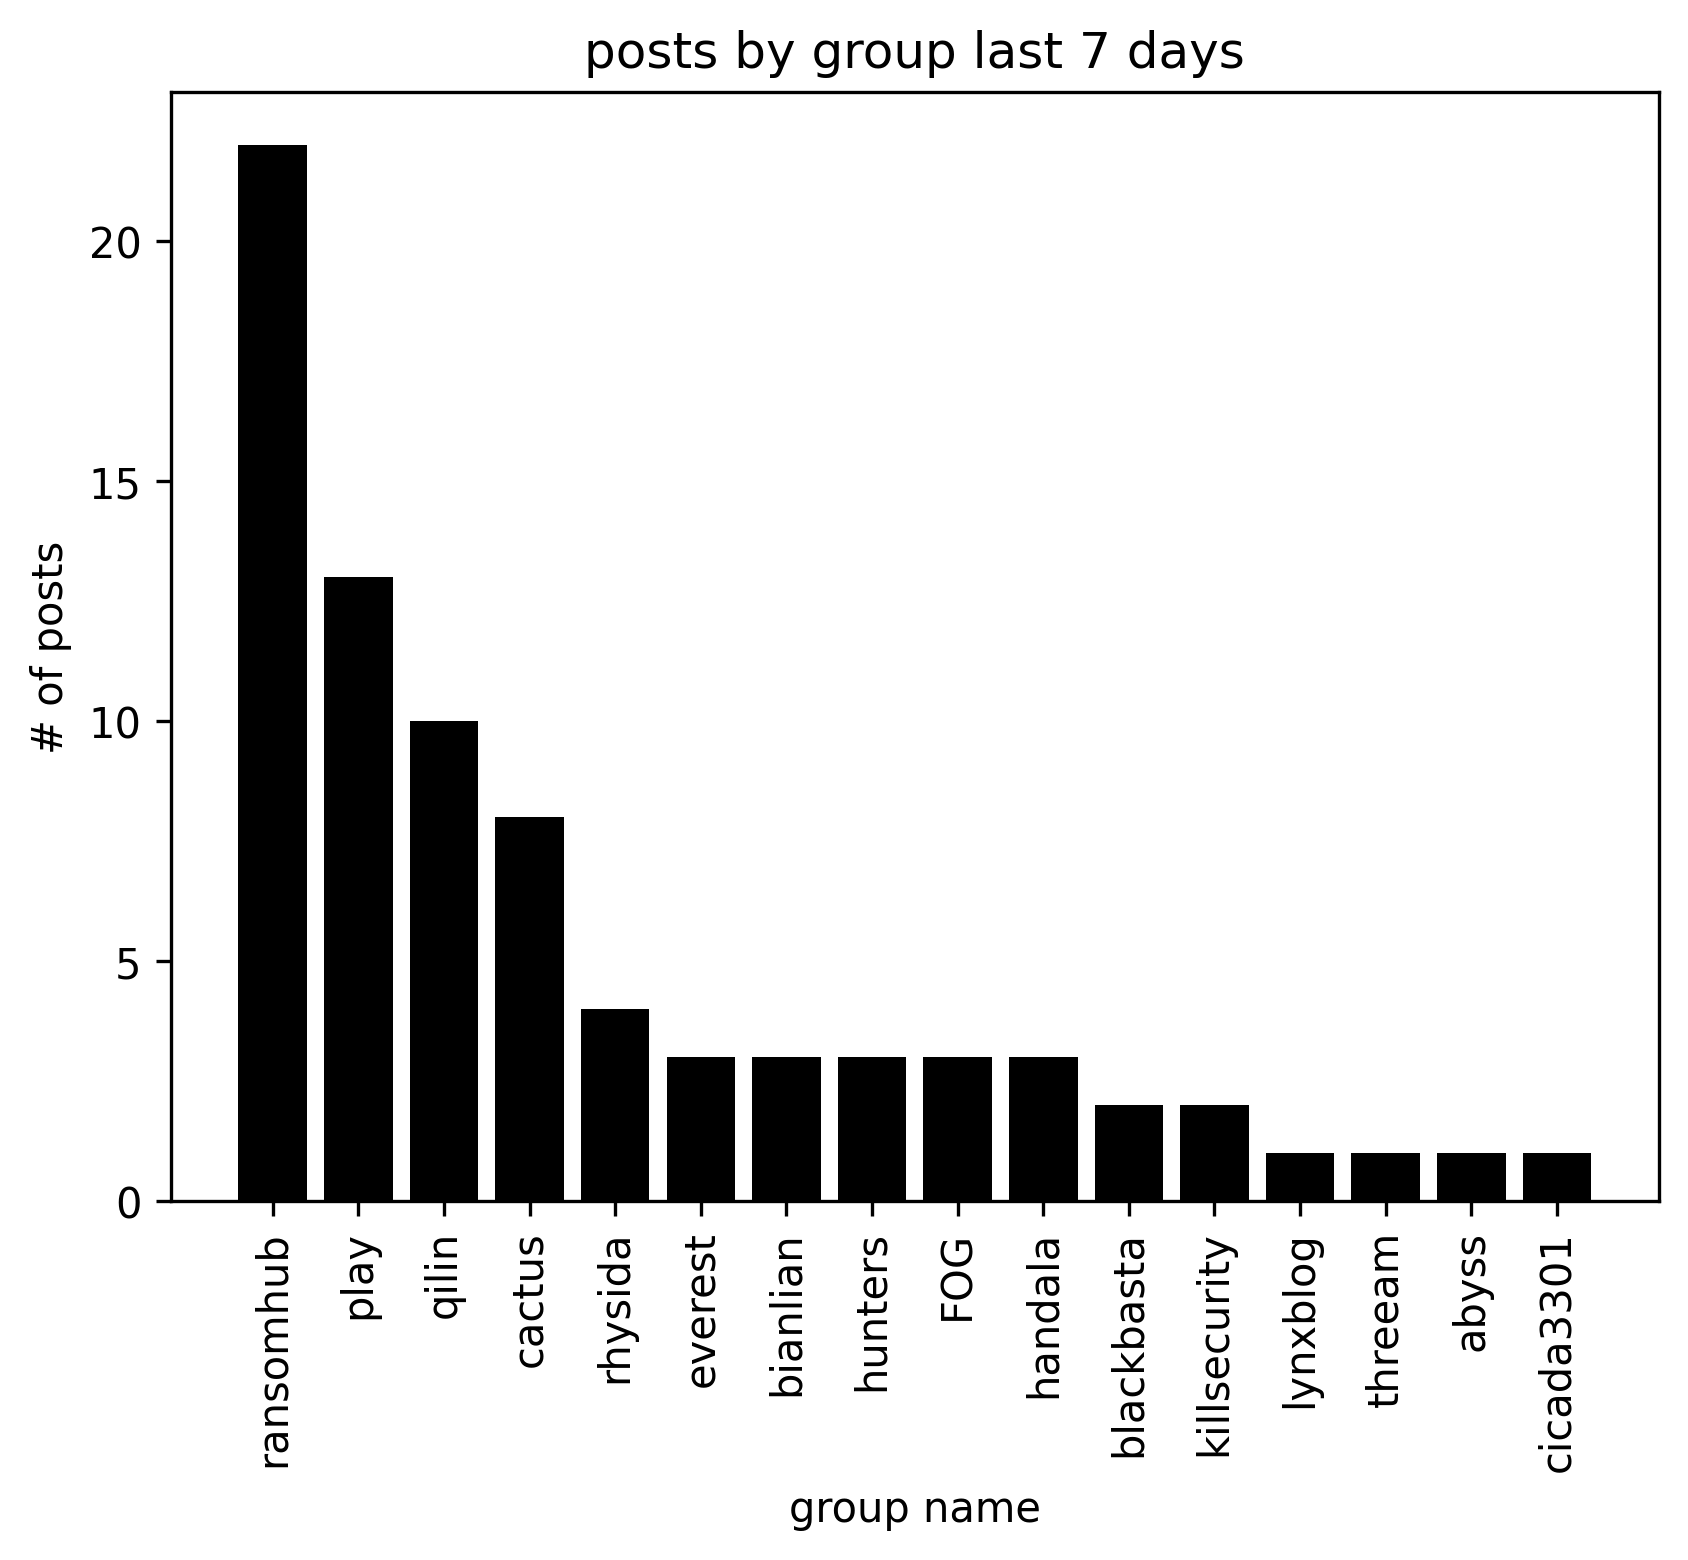 posts by group last 7 days
# of posts
20
15
10
5
0
ransomhub
play
qilin
cactus
rhysida
everest
bianlian
hunters
FOG
handala
blackbasta
killsecurity
lynxblog
threeam
abyss
cicada3301
group name